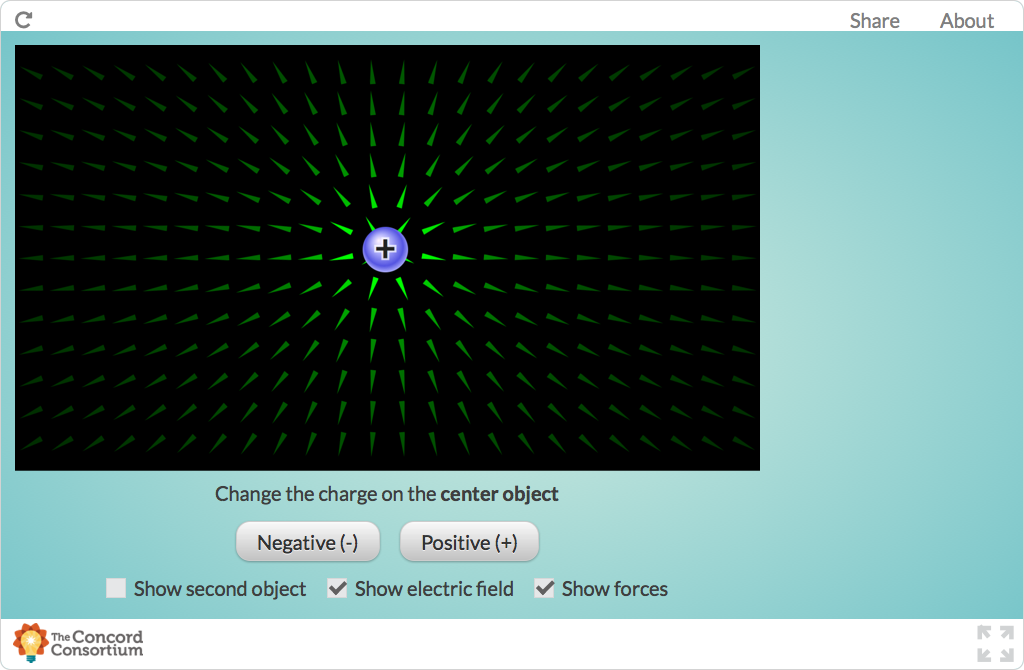 Share About
+
Change the charge on the center object
Negative (-) Positive (+)
Show second object Show electric field Show forces
The Concord
Consortium